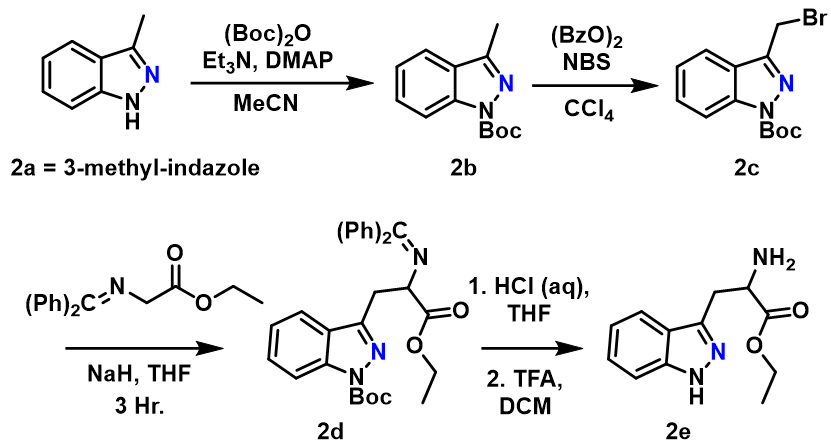 (Boc)₂O
Et₃N, DMAP
MeCN
N
N
H
2a = 3-methyl-indazole
N
N
Boc
2b
(BzO)₂
NBS
CCl₄
Br
N
N
Boc
2c
(Ph)₂C
N
O
O
NaH, THF
3 Hr.
(Ph)₂C
N
O
O
N
N
Boc
2d
1. HCl (aq),
THF
2. TFA,
DCM
NH₂
O
O
N
N
H
2e